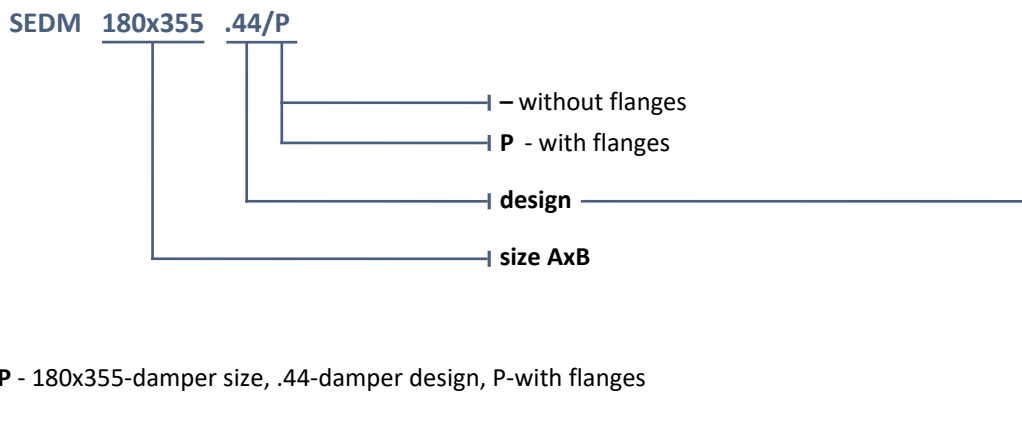 SEDM 180x355 .44/P
– without flanges
P - with flanges
design
size AxB
P - 180x355-damper size, .44-damper design, P-with flanges